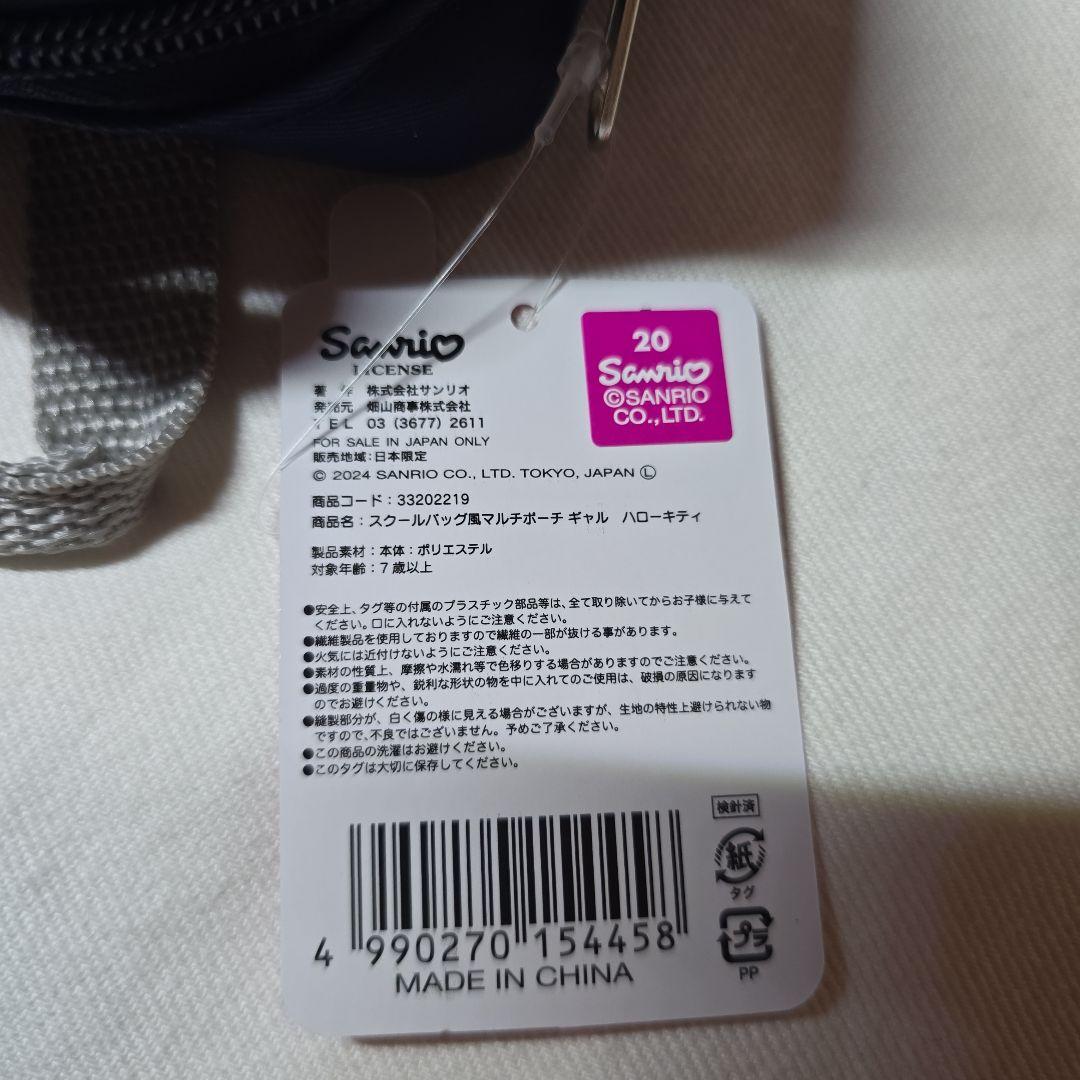 Sanrio
LICENSE
著 作 株式会社サンリオ
発売元 畑山商事株式会社
TEL 03 (3677) 2611
FOR SALE IN JAPAN ONLY
販売地域:日本限定
© 2024 SANRIO CO., LTD. TOKYO, JAPAN Ⓛ
20
Sanrio
©SANRIO
CO.,LTD.
商品コード:33202219
商品名:スクールバッグ風マルチポーチ ギャル ハローキティ
製品素材:本体:ポリエステル
対象年齢:7歳以上
●安全上、タグ等の付属のプラスチック部品等は、全て取り除いてからお子様に与えて
ください。口に入れないようにご注意ください。
●繊維製品を使用しておりますので繊維の一部が抜ける事があります。
●火気には近付けないようにご注意ください。
●素材の性質上、摩擦や水濡れ等で色移りする場合がありますのでご注意ください。
●過度の重量物や、鋭利な形状の物を中に入れてのご使用は、破損の原因になります
のでお避けください。
●縫製部分が、白く傷の様に見える場合がございますが、生地の特性上避けられない物
ですので、不良ではございません。予めご了承ください。
●この商品の洗濯はお避けください。
●このタグは大切に保存してください。
検針済
紙
タグ
プラ
PP
4 990270 154458
MADE IN CHINA